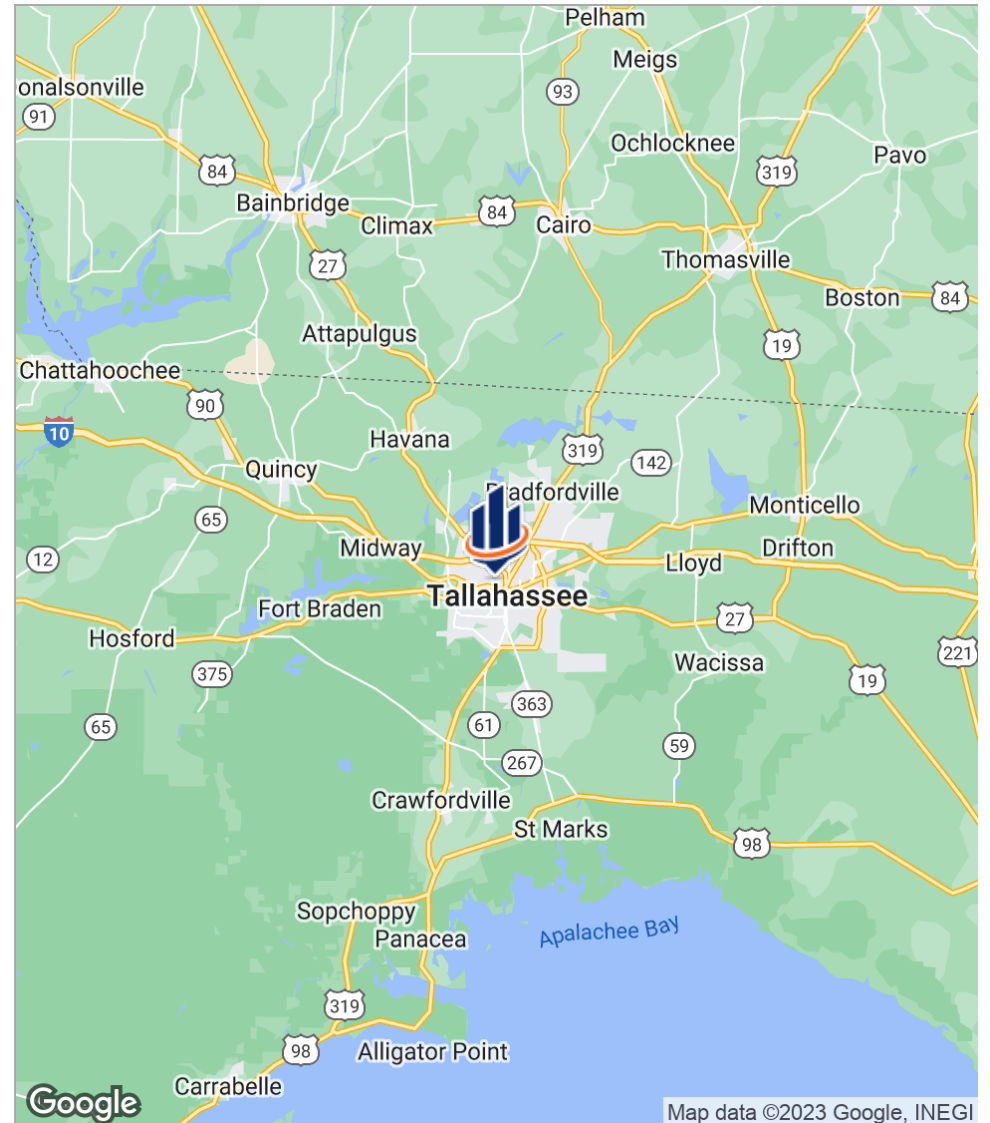 Pelham
Meigs
onalsonville
93
91
Ochlocknee
Pavo
84
319
Bainbridge
84
Climax
Cairo
27
Thomasville
Boston
84
Attapulgus
19
Chattahoochee
90
10
Havana
319
142
Quincy
adfordville
Monticello
65
12
Midway
Drifton
Lloyd
Tallahassee
Fort Braden
27
Hosford
221
Wacissa
375
19
363
61
65
59
267
Crawfordville
St Marks
98
Sopchoppy
Apalachee Bay
Panacea
319
98
Alligator Point
Carrabelle
Google
Map data ©2023 Google, INEGI